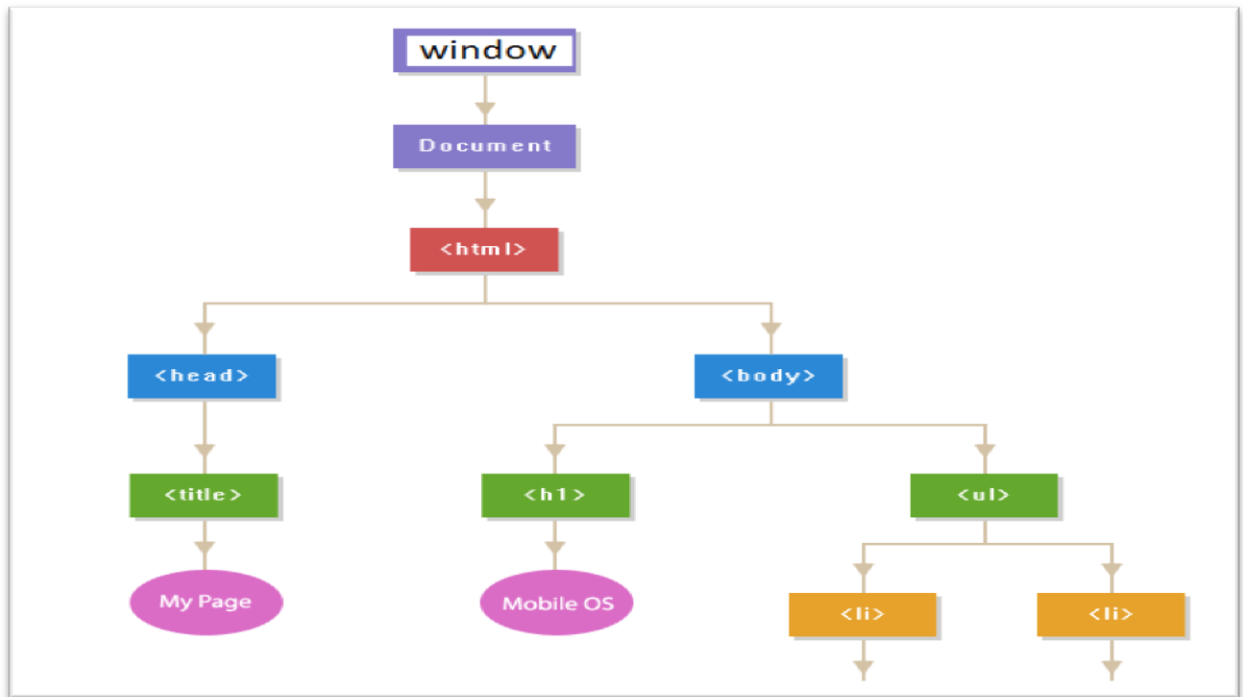 window
Document
<html>
<head>
<body>
<title>
<h1>
<ul>
My Page
Mobile OS
<li>
<li>